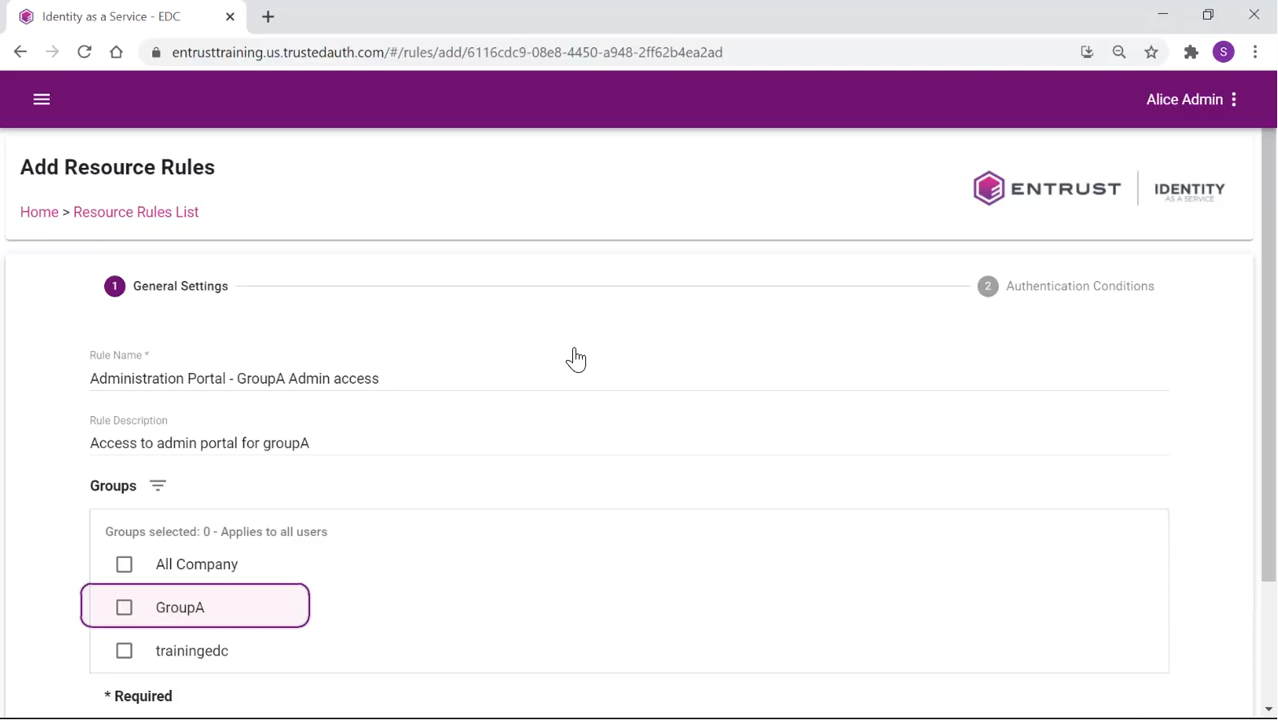 Identity as a Service - EDC
entrusttraining.us.trustedauth.com/#/rules/add/6116cdc9-08e8-4450-a948-2ff62b4ea2ad
S
Alice Admin
Add Resource Rules
Home > Resource Rules List
ENTRUST
IDENTITY
AS A SERVICE
1 General Settings
2 Authentication Conditions
Rule Name *
Administration Portal - GroupA Admin access
Rule Description
Access to admin portal for groupA
Groups
Groups selected: 0 - Applies to all users
All Company
GroupA
trainingedc
* Required